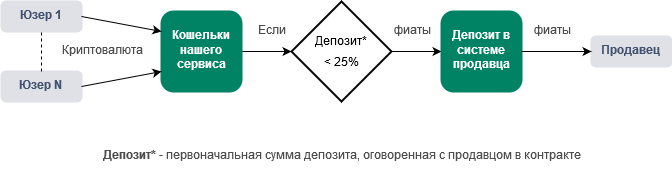 Юзер 1
Юзер N
Криптовалюта
Кошельки
нашего
сервиса
Если
Депозит*
< 25%
фиаты
Депозит в
системе
продавца
фиаты
Продавец
Депозит* - первоначальная сумма депозита, оговоренная с продавцом в контракте